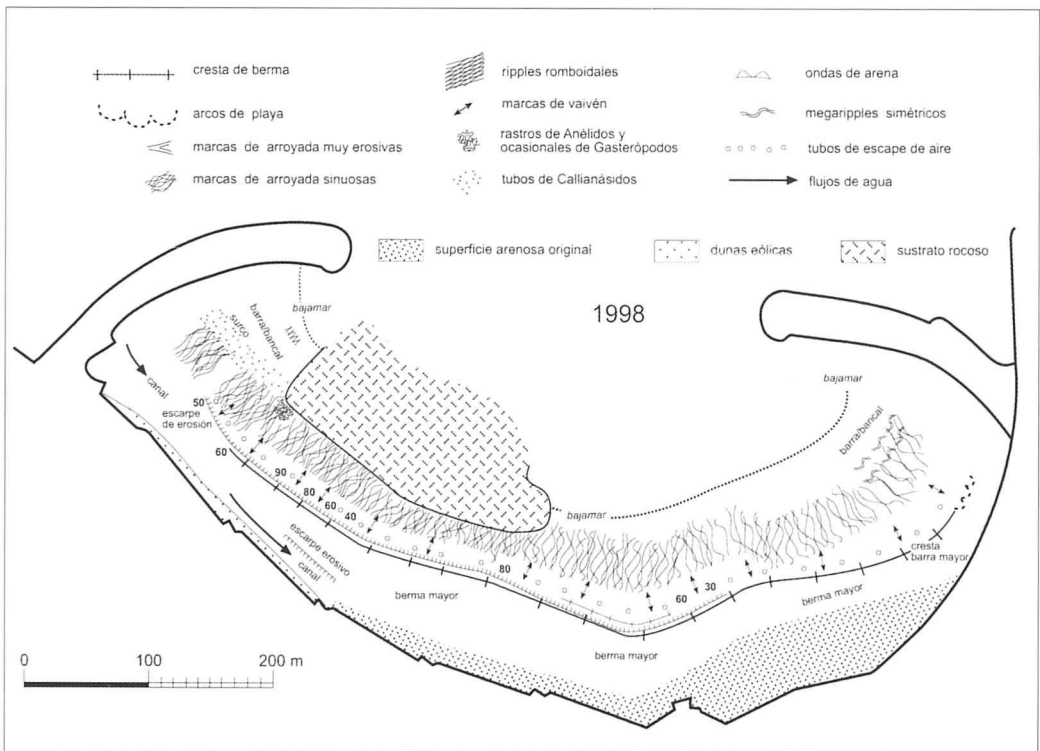 cresta de berma
arcos de playa
marcas de arroyada muy erosivas
marcas de arroyada sinuosas
ripples romboidales
marcas de vaivén
rastros de Anélidos y
ocasionales de Gasterópodos
tubos de Callianásidos
ondas de arena
megaripples simétricos
tubos de escape de aire
flujos de agua
superficie arenosa original
dunas eólicas
sustrato rocoso
1998
bajamar
barra/bancal
surco
canal
50
escarpe
de erosión
60
90
80
60
40
bajamar
80
bajamar
barra/bancal
60
30
cresta
barra mayor
escarpe erosivo
canal
berma mayor
berma mayor
berma mayor
0 100 200 m